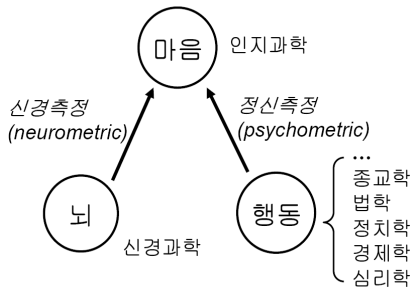 마음
인지과학
신경측정
(neurometric)
정신측정
(psychometric)
뇌
신경과학
행동
...
종교학
법학
정치학
경제학
심리학